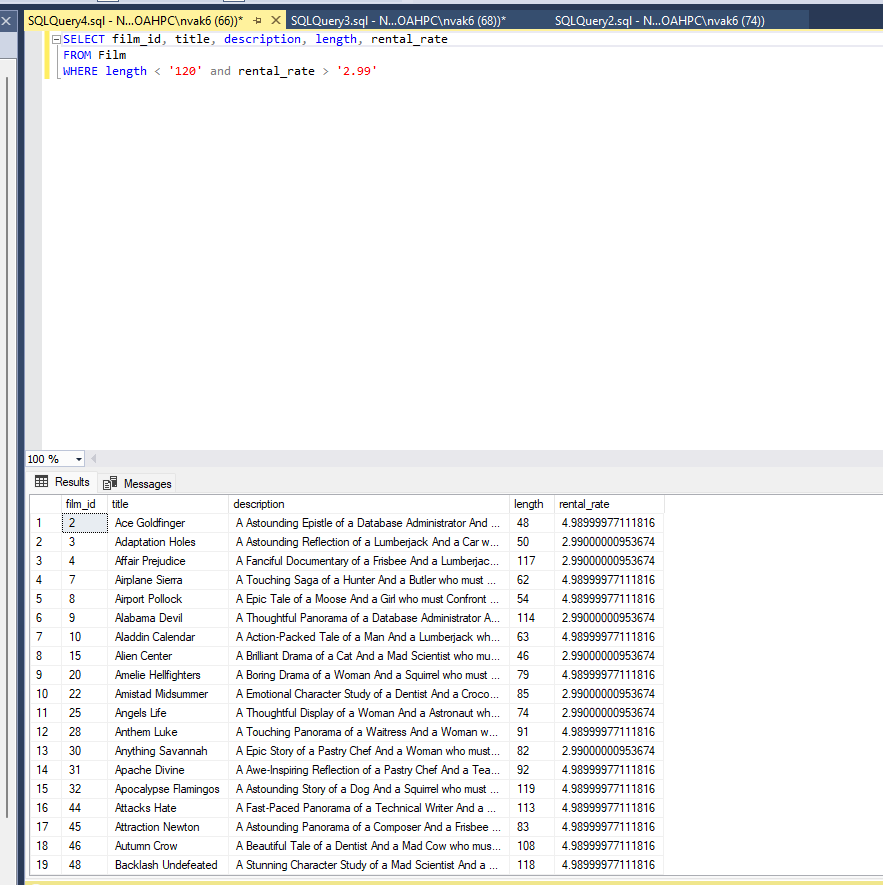 SQLQuery4.sql - N...OAHPC\nvak6 (66))* SQLQuery3.sql - N...OAHPC\nvak6 (68))* SQLQuery2.sql - N...OAHPC\nvak6 (74))
SELECT film_id, title, description, length, rental_rate
FROM Film
WHERE length < '120' and rental_rate > '2.99'
100 %
Results Messages
film_id title description length rental_rate
1 2 Ace Goldfinger A Astounding Epistle of a Database Administrator And ... 48 4.98999977111816
2 3 Adaptation Holes A Astounding Reflection of a Lumberjack And a Car w... 50 2.99000000953674
3 4 Affair Prejudice A Fanciful Documentary of a Frisbee And a Lumberjac... 117 2.99000000953674
4 7 Airplane Sierra A Touching Saga of a Hunter And a Butler who must ... 62 4.98999977111816
5 8 Airport Pollock A Epic Tale of a Moose And a Girl who must Confront ... 54 4.98999977111816
6 9 Alabama Devil A Thoughtful Panorama of a Database Administrator A... 114 2.99000000953674
7 10 Aladdin Calendar A Action-Packed Tale of a Man And a Lumberjack wh... 63 4.98999977111816
8 15 Alien Center A Brilliant Drama of a Cat And a Mad Scientist who mu... 46 2.99000000953674
9 20 Amelie Hellfighters A Boring Drama of a Woman And a Squirrel who must ... 79 4.98999977111816
10 22 Amistad Midsummer A Emotional Character Study of a Dentist And a Croco... 85 2.99000000953674
11 25 Angels Life A Thoughtful Display of a Woman And a Astronaut wh... 74 2.99000000953674
12 28 Anthem Luke A Touching Panorama of a Waitress And a Woman w... 91 4.98999977111816
13 30 Anything Savannah A Epic Story of a Pastry Chef And a Woman who must... 82 2.99000000953674
14 31 Apache Divine A Awe-Inspiring Reflection of a Pastry Chef And a Tea... 92 4.98999977111816
15 32 Apocalypse Flamingos A Astounding Story of a Dog And a Squirrel who must ... 119 4.98999977111816
16 44 Attacks Hate A Fast-Paced Panorama of a Technical Writer And a ... 113 4.98999977111816
17 45 Attraction Newton A Astounding Panorama of a Composer And a Frisbee ... 83 4.98999977111816
18 46 Autumn Crow A Beautiful Tale of a Dentist And a Mad Cow who mus... 108 4.98999977111816
19 48 Backlash Undefeated A Stunning Character Study of a Mad Scientist And a ... 118 4.98999977111816